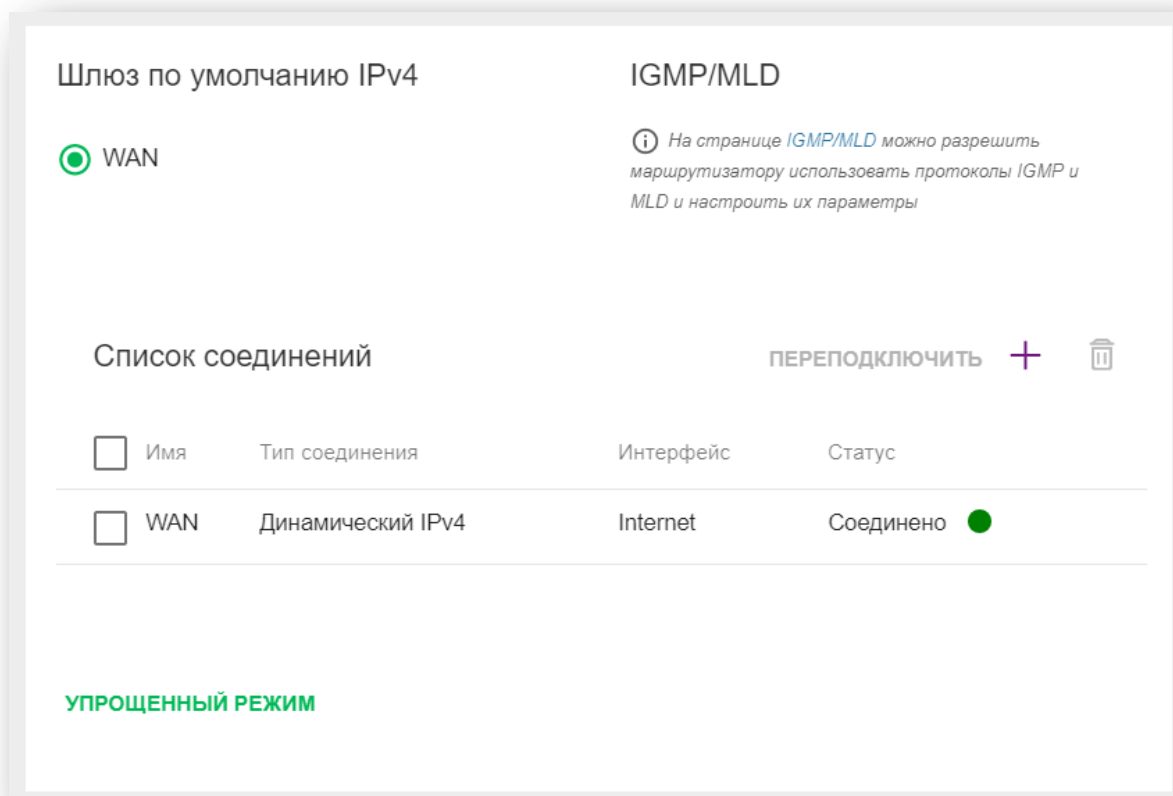 Шлюз по умолчанию IPv4
WAN
IGMP/MLD
На странице IGMP/MLD можно разрешить
маршрутизатору использовать протоколы IGMP и
MLD и настроить их параметры
Список соединений
ПЕРЕПОДКЛЮЧИТЬ
Имя Тип соединения Интерфейс Статус
WAN Динамический IPv4 Internet Соединено
УПРОЩЕННЫЙ РЕЖИМ